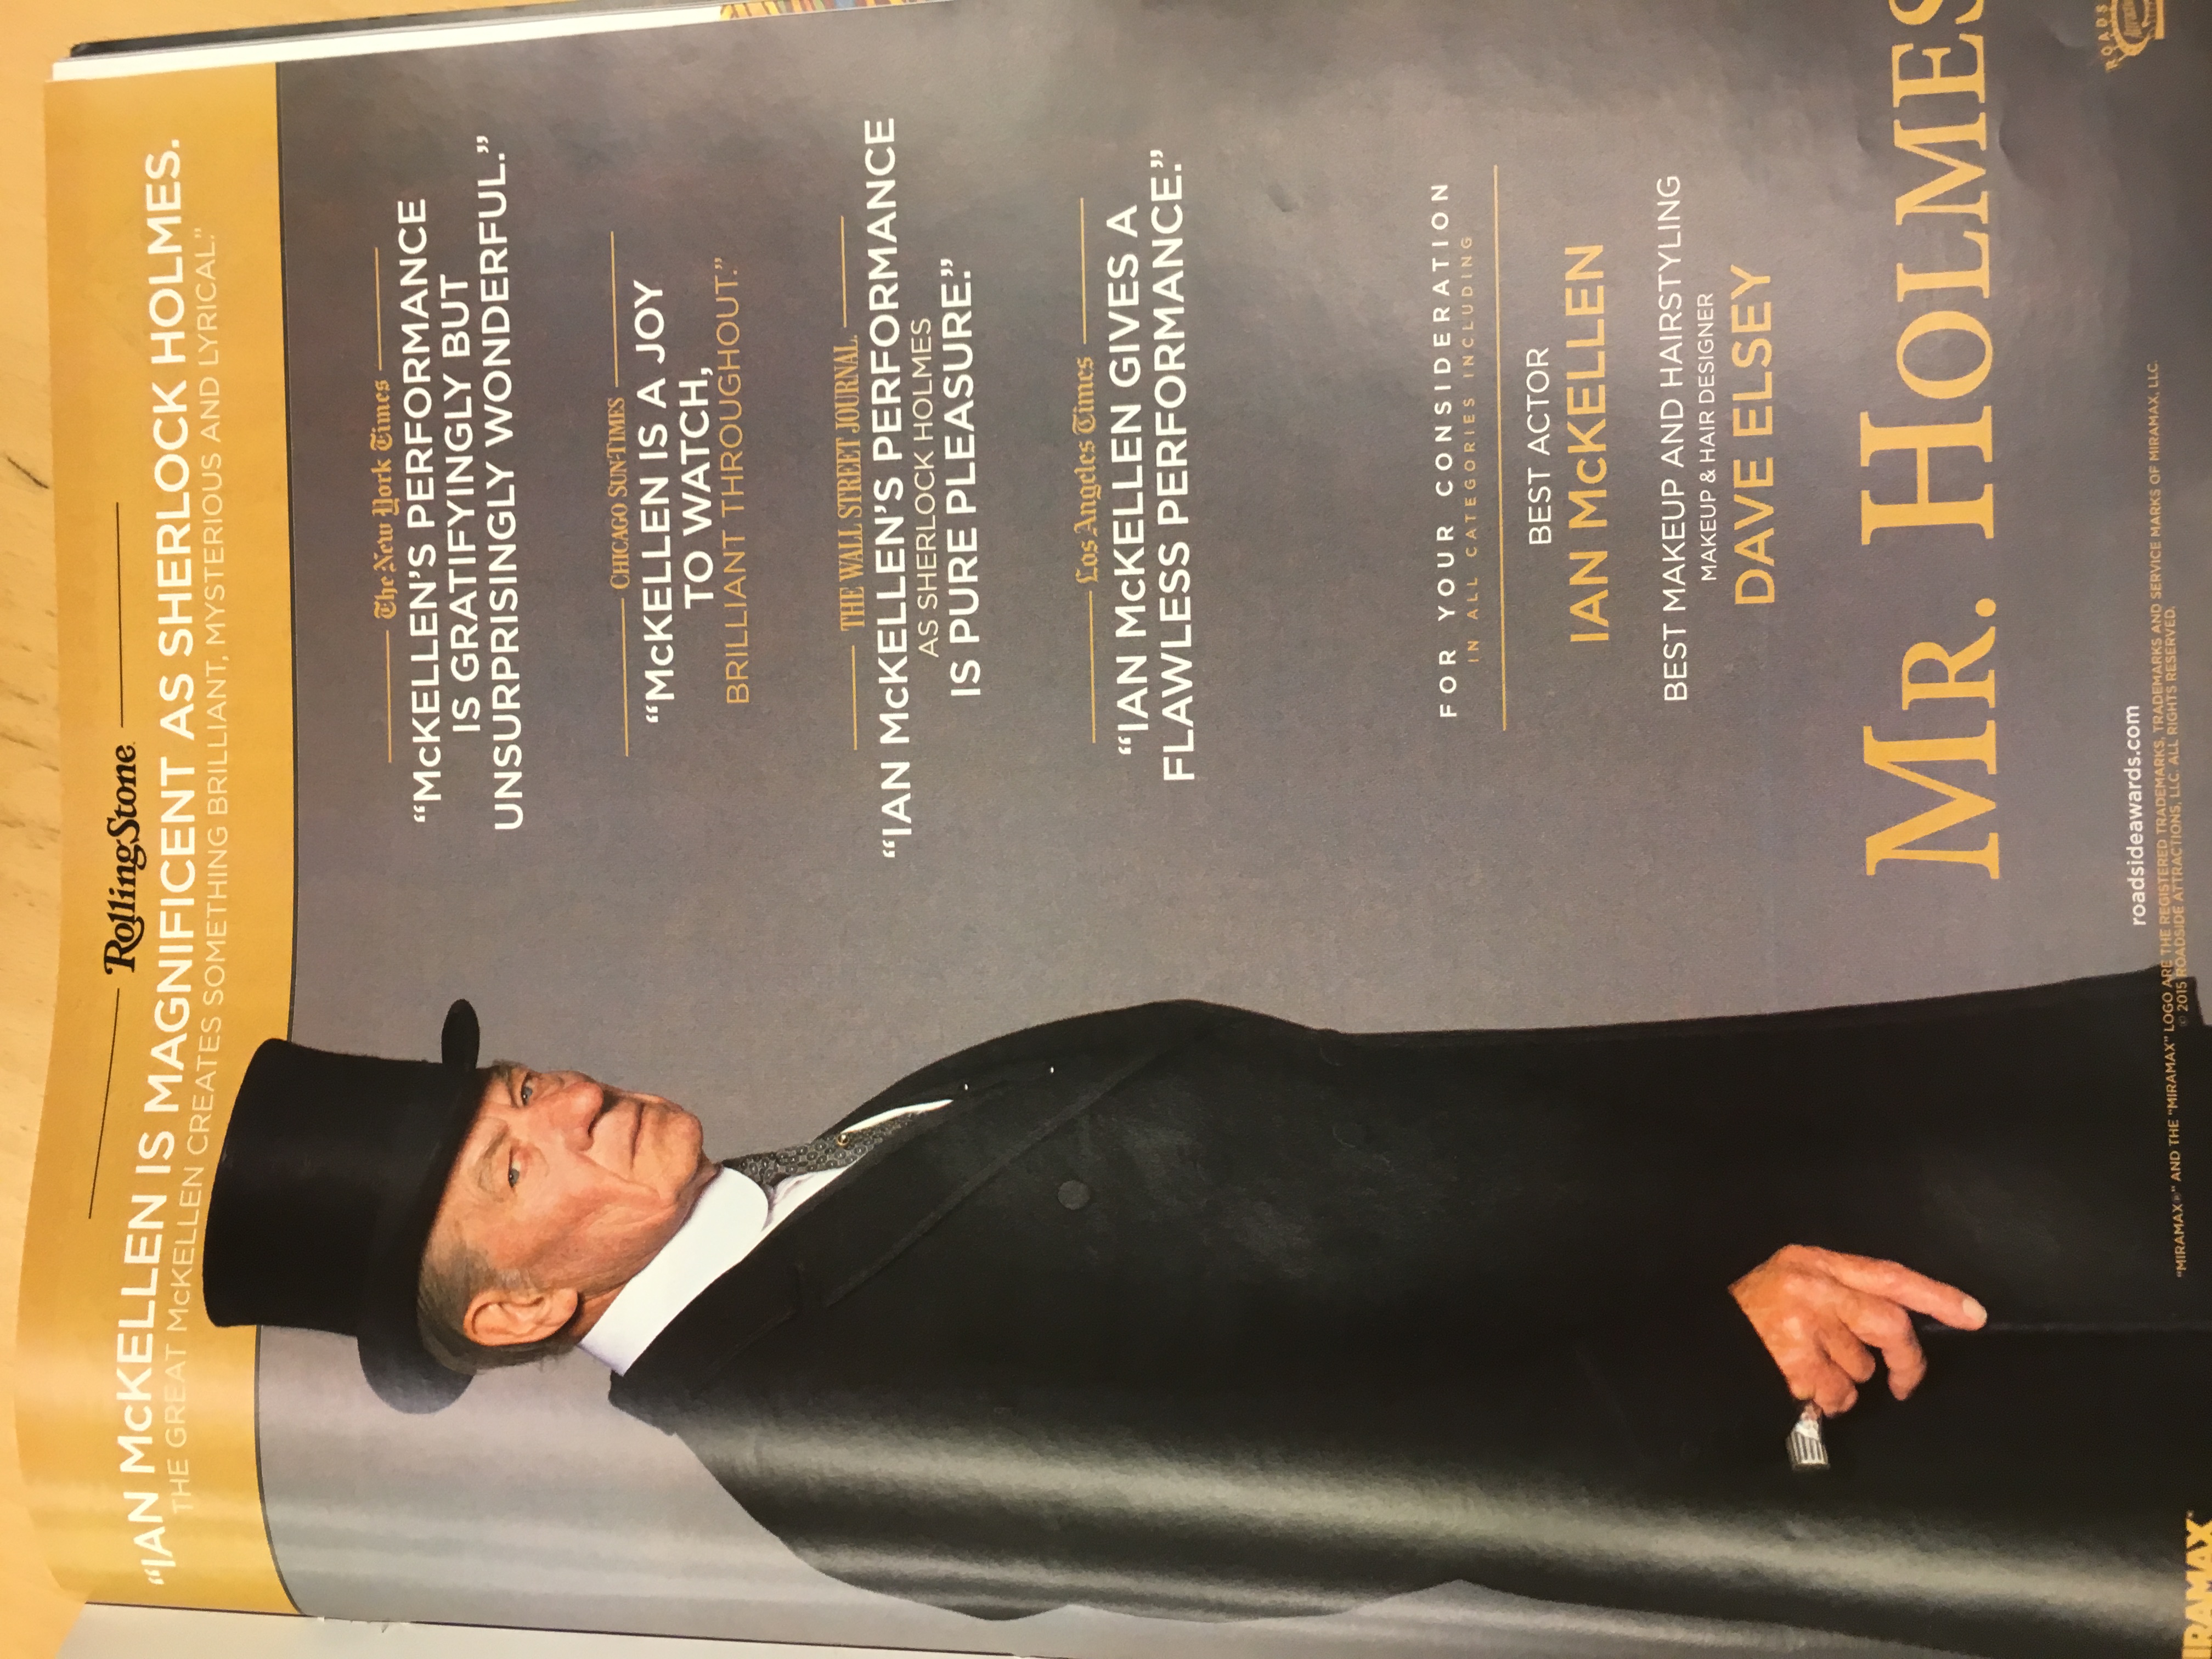 RollingStone
“IAN McKELLEN IS MAGNIFICENT AS SHERLOCK HOLMES.
THE GREAT McKELLEN CREATES SOMETHING BRILLIANT, MYSTERIOUS AND LYRICAL.”
The New York Times
“McKELLEN’S PERFORMANCE
IS GRATIFYINGLY BUT
UNSURPRISINGLY WONDERFUL.”
CHICAGO SUN-TIMES
“McKELLEN IS A JOY
TO WATCH,
BRILLIANT THROUGHOUT.”
THE WALL STREET JOURNAL.
“IAN McKELLEN’S PERFORMANCE
AS SHERLOCK HOLMES
IS PURE PLEASURE.”
Los Angeles Times
“IAN McKELLEN GIVES A
FLAWLESS PERFORMANCE.”
FOR YOUR CONSIDERATION
IN ALL CATEGORIES INCLUDING
BEST ACTOR
IAN McKELLEN
BEST MAKEUP AND HAIRSTYLING
MAKEUP & HAIR DESIGNER
DAVE ELSEY
MR. HOLMES
roadsideawards.com
“MIRAMAX®” AND THE “MIRAMAX” LOGO ARE THE REGISTERED TRADEMARKS, TRADEMARKS AND SERVICE MARKS OF MIRAMAX, LLC.
© 2015 ROADSIDE ATTRACTIONS, LLC. ALL RIGHTS RESERVED.
IRAMAX
ROADS